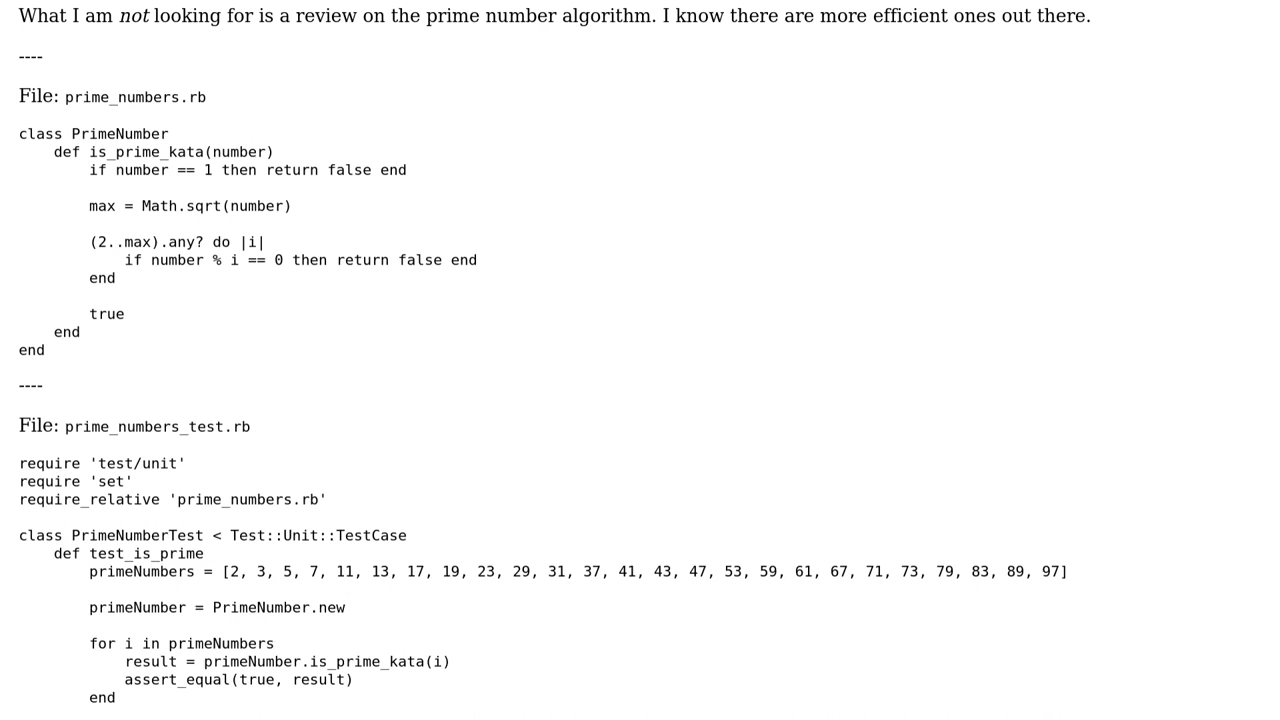 What I am not looking for is a review on the prime number algorithm. I know there are more efficient ones out there.
----
File: prime_numbers.rb
class PrimeNumber
    def is_prime_kata(number)
        if number == 1 then return false end
        max = Math.sqrt(number)
        (2..max).any? do |i|
            if number % i == 0 then return false end
        end
        true
    end
end
----
File: prime_numbers_test.rb
require 'test/unit'
require 'set'
require_relative 'prime_numbers.rb'
class PrimeNumberTest < Test::Unit::TestCase
    def test_is_prime
        primeNumbers = [2, 3, 5, 7, 11, 13, 17, 19, 23, 29, 31, 37, 41, 43, 47, 53, 59, 61, 67, 71, 73, 79, 83, 89, 97]
        primeNumber = PrimeNumber.new
        for i in primeNumbers
            result = primeNumber.is_prime_kata(i)
            assert_equal(true, result)
        end